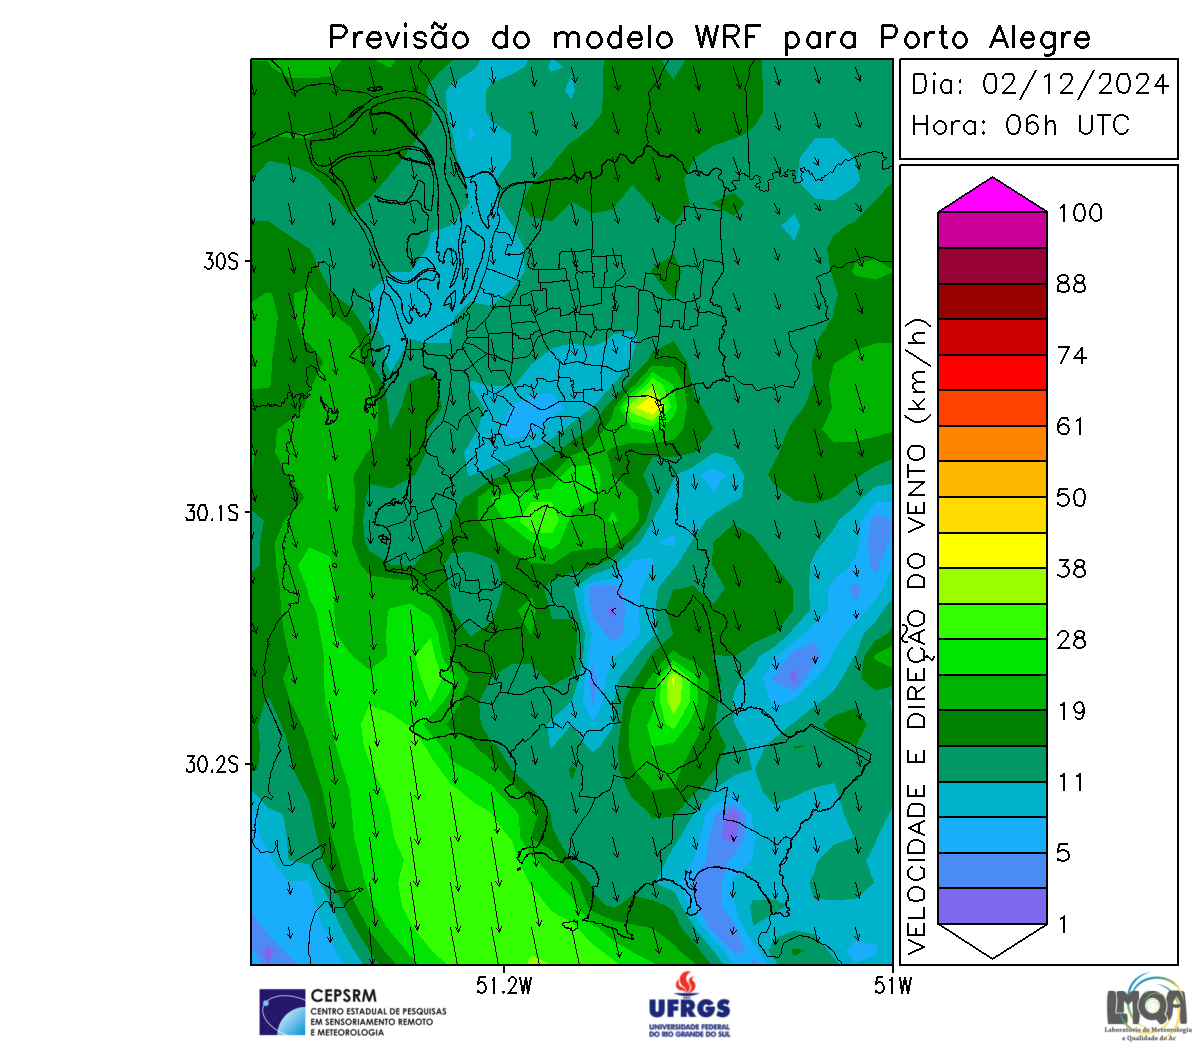 Previsão do modelo WRF para Porto Alegre
Dia: 02/12/2024
Hora: 06h UTC
30S
30.1S
30.2S
51.2W
51W
VELOCIDADE E DIREÇÃO DO VENTO (km/h)
100
88
74
61
50
38
28
19
11
5
1
CEPSRM
CENTRO ESTADUAL DE PESQUISAS
EM SENSORIAMENTO REMOTO
E METEOROLOGIA
UFRGS
UNIVERSIDADE FEDERAL
DO RIO GRANDE DO SUL
LMQA
Laboratório de Meteorologia
e Qualidade do Ar